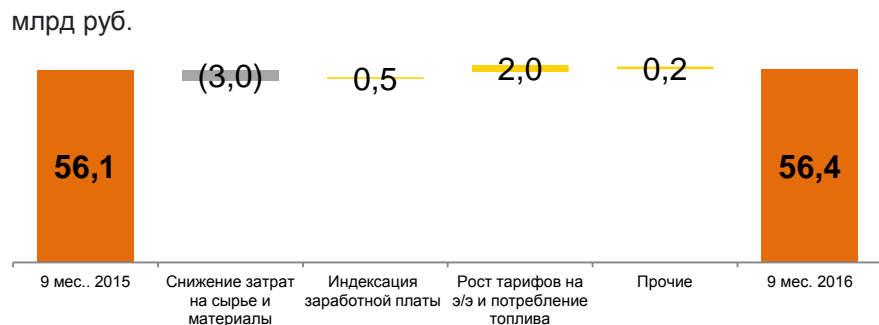 млрд руб.
(3,0)
0,5
2,0
0,2
56,1
56,4
9 мес.. 2015
Снижение затрат
на сырье и
материалы
Индексация
заработной платы
Рост тарифов на
э/э и потребление
топлива
Прочие
9 мес. 2016